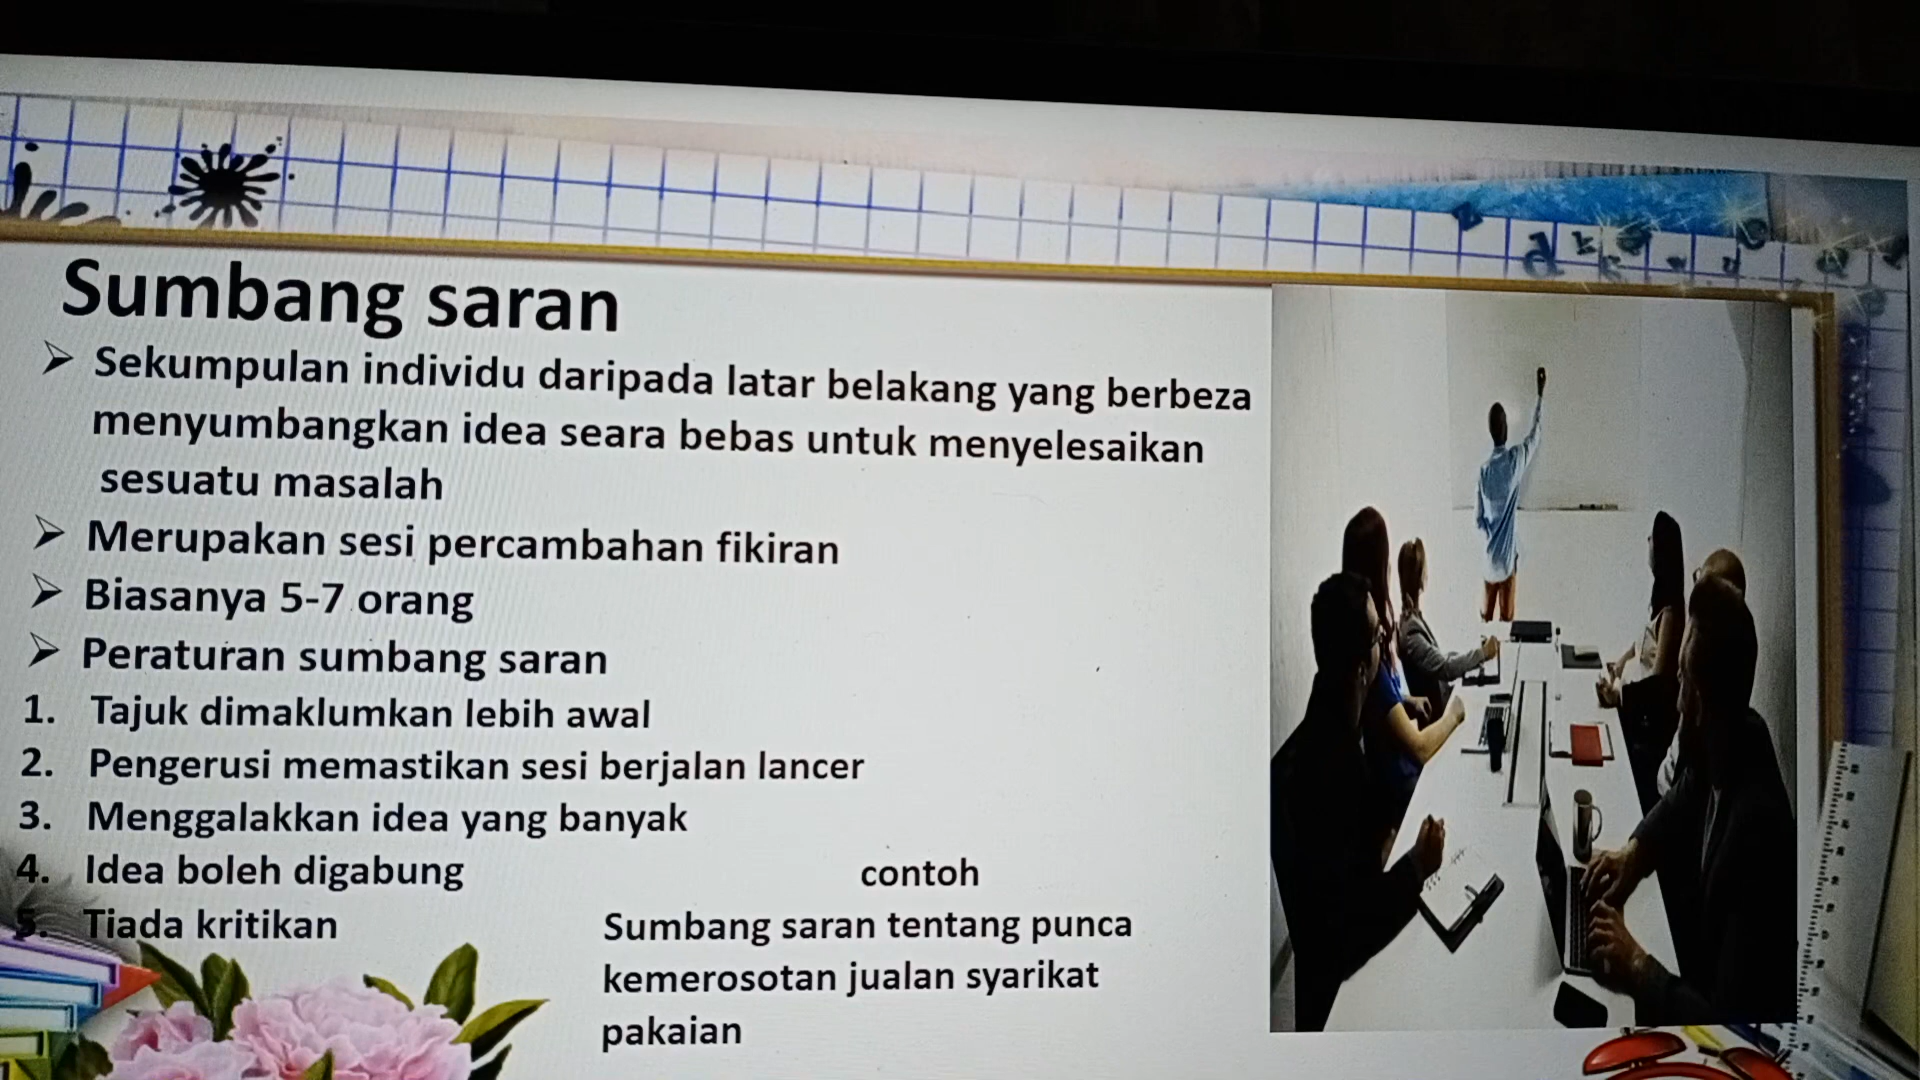 Sumbang saran
➢ Sekumpulan individu daripada latar belakang yang berbeza
menyumbangkan idea seara bebas untuk menyelesaikan
sesuatu masalah
➢ Merupakan sesi percambahan fikiran
➢ Biasanya 5-7 orang
➢ Peraturan sumbang saran
1. Tajuk dimaklumkan lebih awal
2. Pengerusi memastikan sesi berjalan lancer
3. Menggalakkan idea yang banyak
4. Idea boleh digabung
5. Tiada kritikan
contoh
Sumbang saran tentang punca
kemerosotan jualan syarikat
pakaian